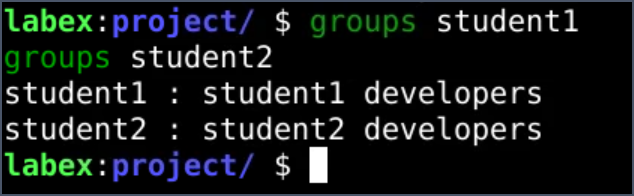 labex:project/ $ groups student1
groups student2
student1 : student1 developers
student2 : student2 developers
labex:project/ $